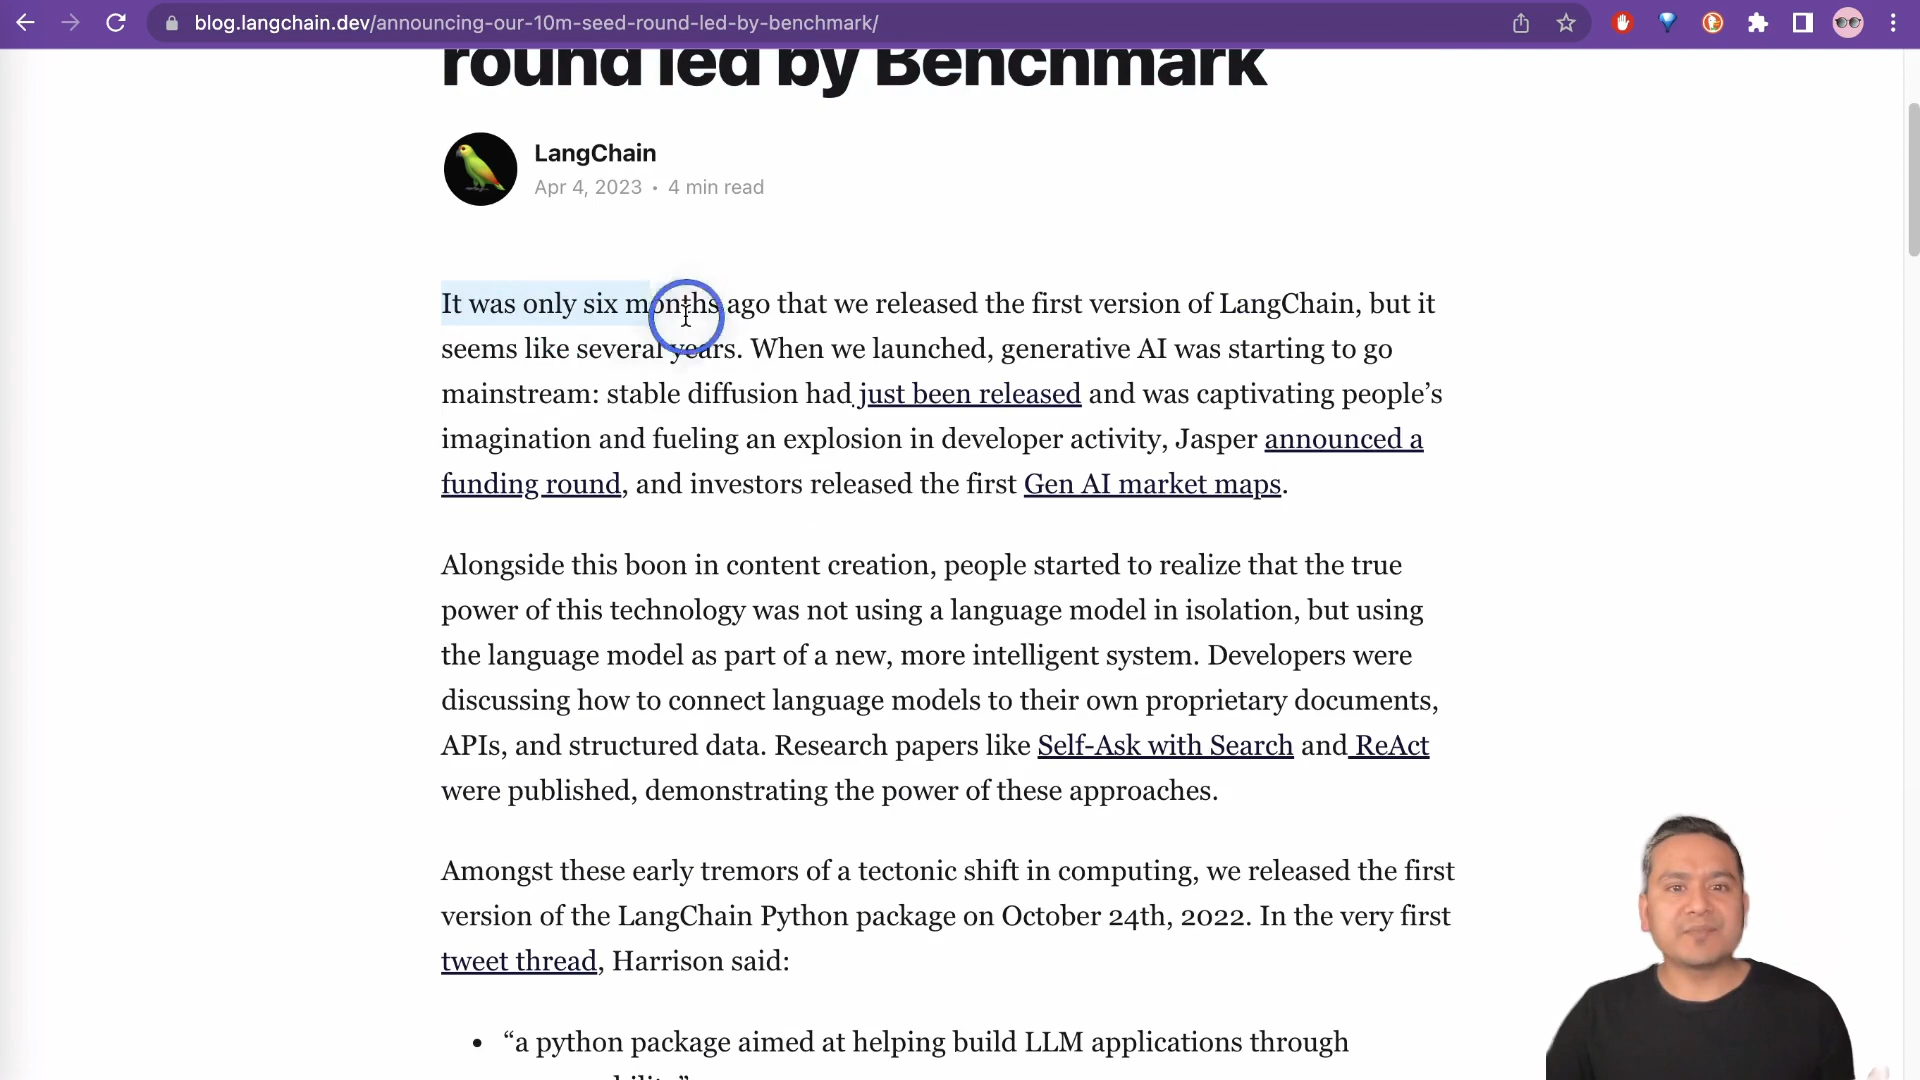 blog.langchain.dev/announcing-our-10m-seed-round-led-by-benchmark/
round led by Benchmark
LangChain
Apr 4, 2023 • 4 min read
It was only six months ago that we released the first version of LangChain, but it
seems like several years. When we launched, generative AI was starting to go
mainstream: stable diffusion had just been released and was captivating people’s
imagination and fueling an explosion in developer activity, Jasper announced a
funding round, and investors released the first Gen AI market maps.
Alongside this boon in content creation, people started to realize that the true
power of this technology was not using a language model in isolation, but using
the language model as part of a new, more intelligent system. Developers were
discussing how to connect language models to their own proprietary documents,
APIs, and structured data. Research papers like Self-Ask with Search and ReAct
were published, demonstrating the power of these approaches.
Amongst these early tremors of a tectonic shift in computing, we released the first
version of the LangChain Python package on October 24th, 2022. In the very first
tweet thread, Harrison said:
• “a python package aimed at helping build LLM applications through